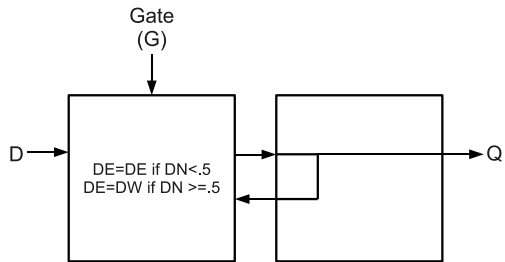 Gate
(G)
D
DE=DE if DN<.5
DE=DW if DN >=.5
Q